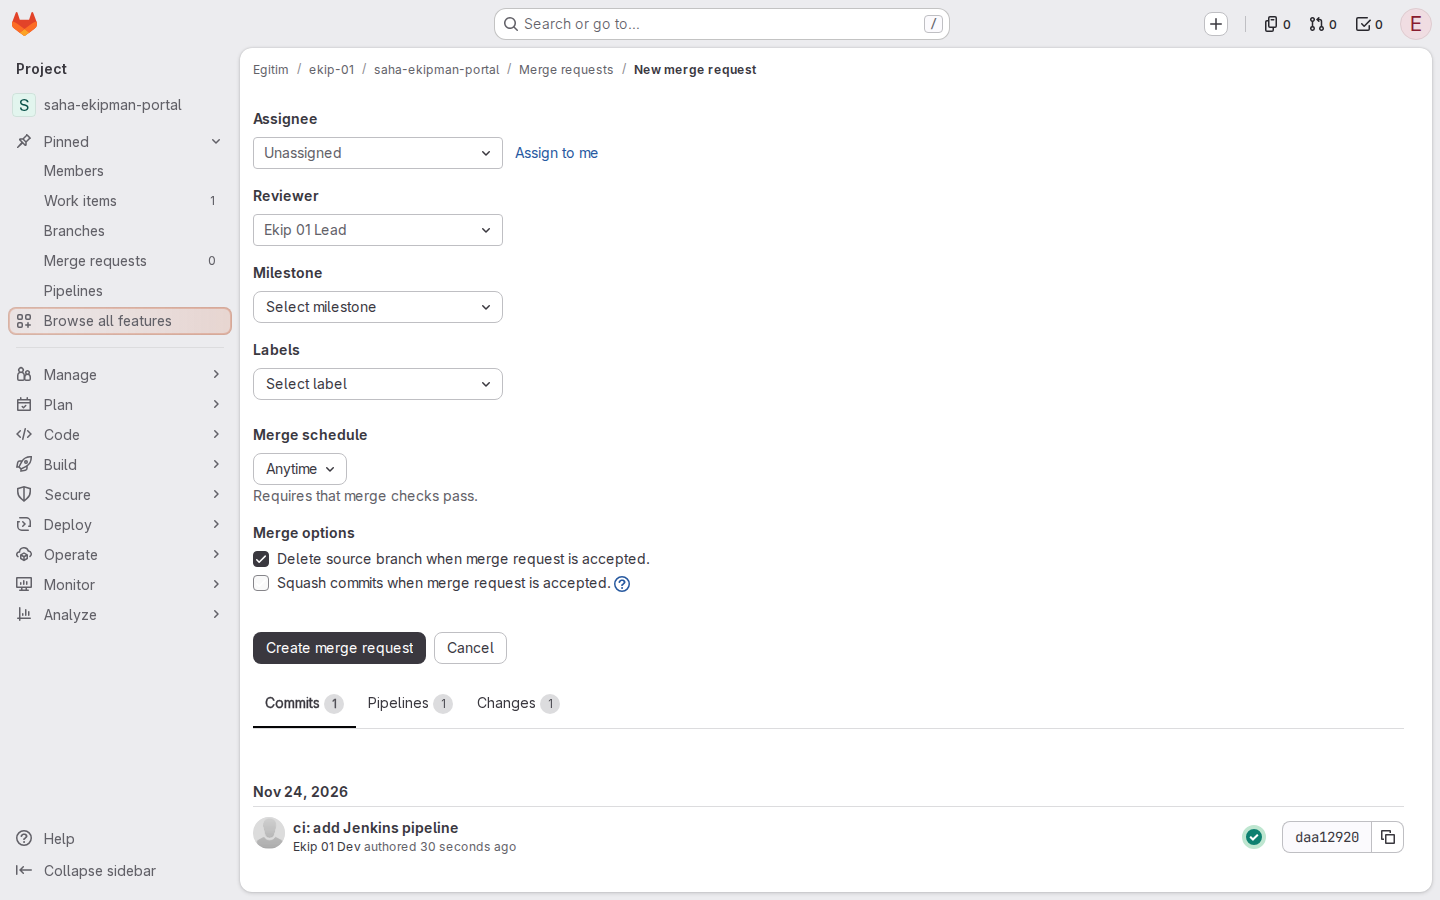 Search or go to...
/
0
0
0
E
Project
S
saha-ekipman-portal
Pinned
Members
Work items
1
Branches
Merge requests
0
Pipelines
Browse all features
Manage
Plan
Code
Build
Secure
Deploy
Operate
Monitor
Analyze
Help
Collapse sidebar
Egitim / ekip-01 / saha-ekipman-portal / Merge requests / New merge request
Assignee
Unassigned
Assign to me
Reviewer
Ekip 01 Lead
Milestone
Select milestone
Labels
Select label
Merge schedule
Anytime
Requires that merge checks pass.
Merge options
Delete source branch when merge request is accepted.
Squash commits when merge request is accepted.
Create merge request
Cancel
Commits 1
Pipelines 1
Changes 1
Nov 24, 2026
ci: add Jenkins pipeline
Ekip 01 Dev authored 30 seconds ago
daa12920